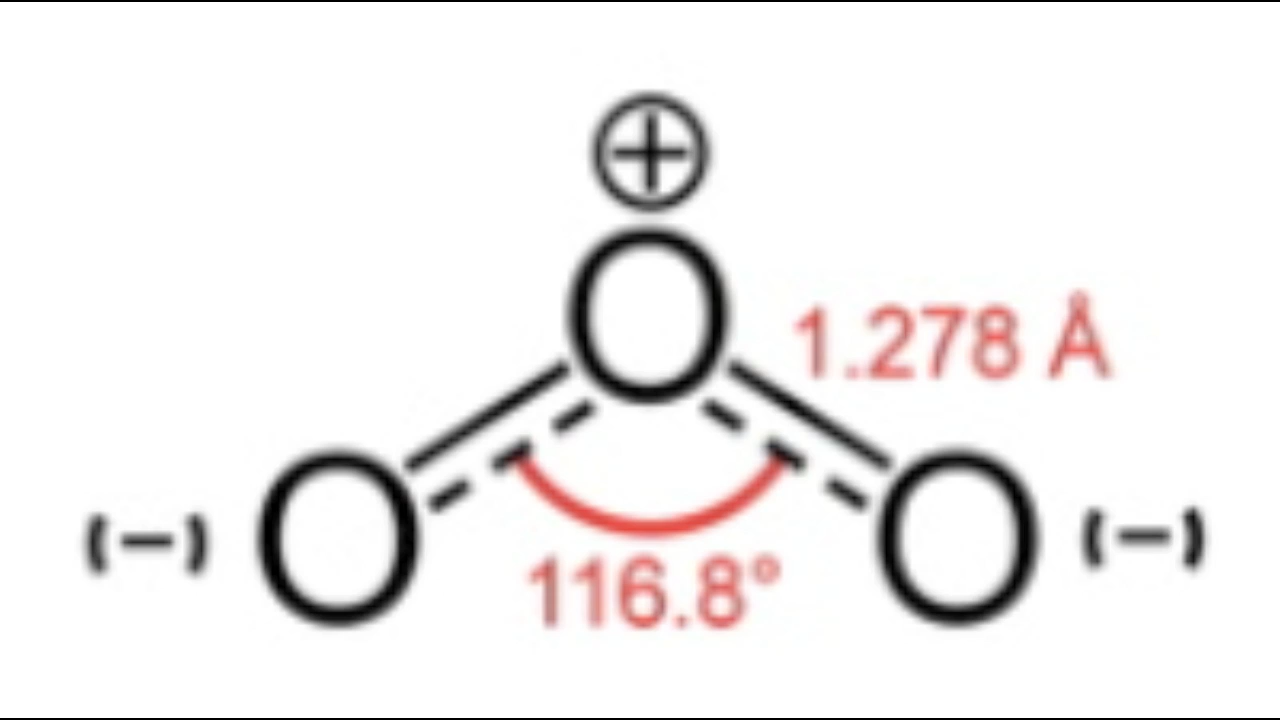 ⊕
O
1.278 Å
(−) O O (−)
116.8°